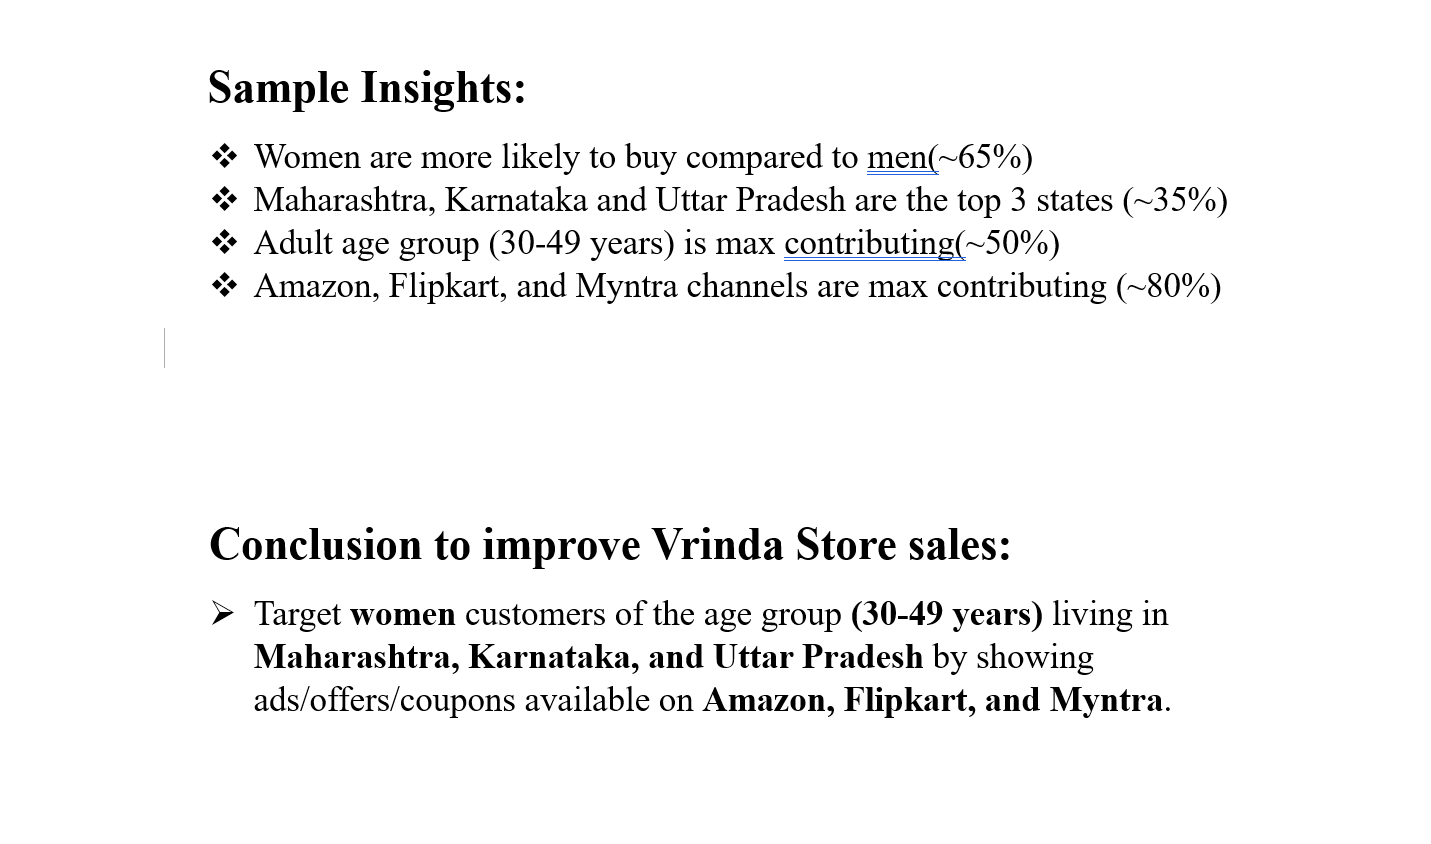 Sample Insights:
❖ Women are more likely to buy compared to men(~65%)
❖ Maharashtra, Karnataka and Uttar Pradesh are the top 3 states (~35%)
❖ Adult age group (30-49 years) is max contributing(~50%)
❖ Amazon, Flipkart, and Myntra channels are max contributing (~80%)
Conclusion to improve Vrinda Store sales:
➢ Target women customers of the age group (30-49 years) living in
Maharashtra, Karnataka, and Uttar Pradesh by showing
ads/offers/coupons available on Amazon, Flipkart, and Myntra.